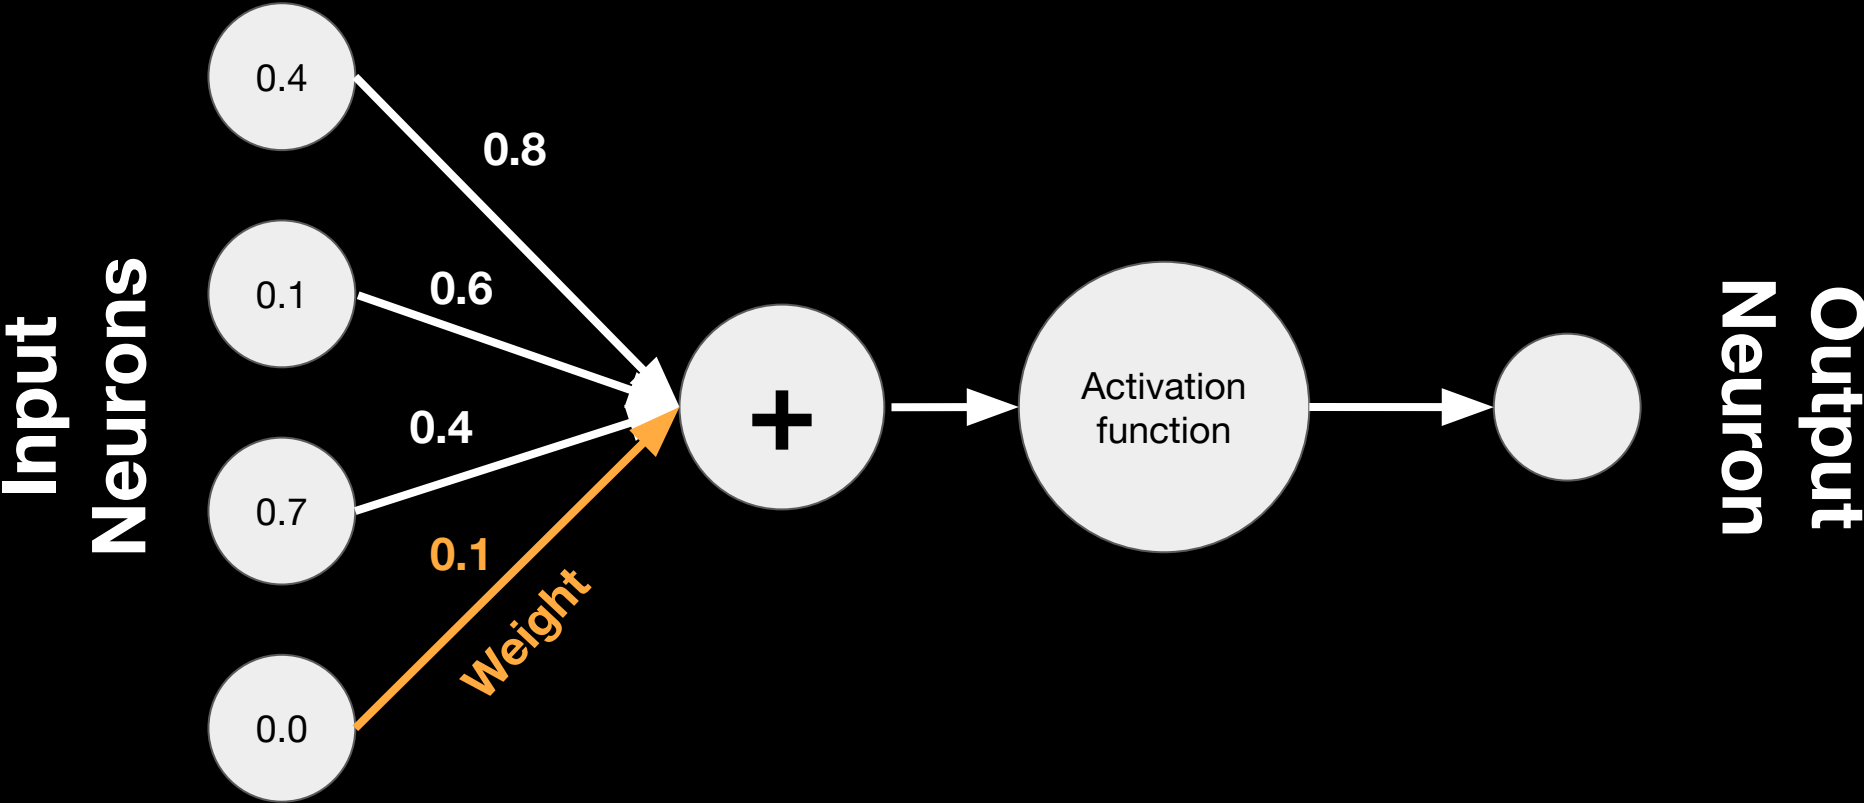 Input
Neurons
0.4
0.1
0.7
0.0
0.8
0.6
0.4
0.1
Weight
+
Activation
function
Output
Neuron